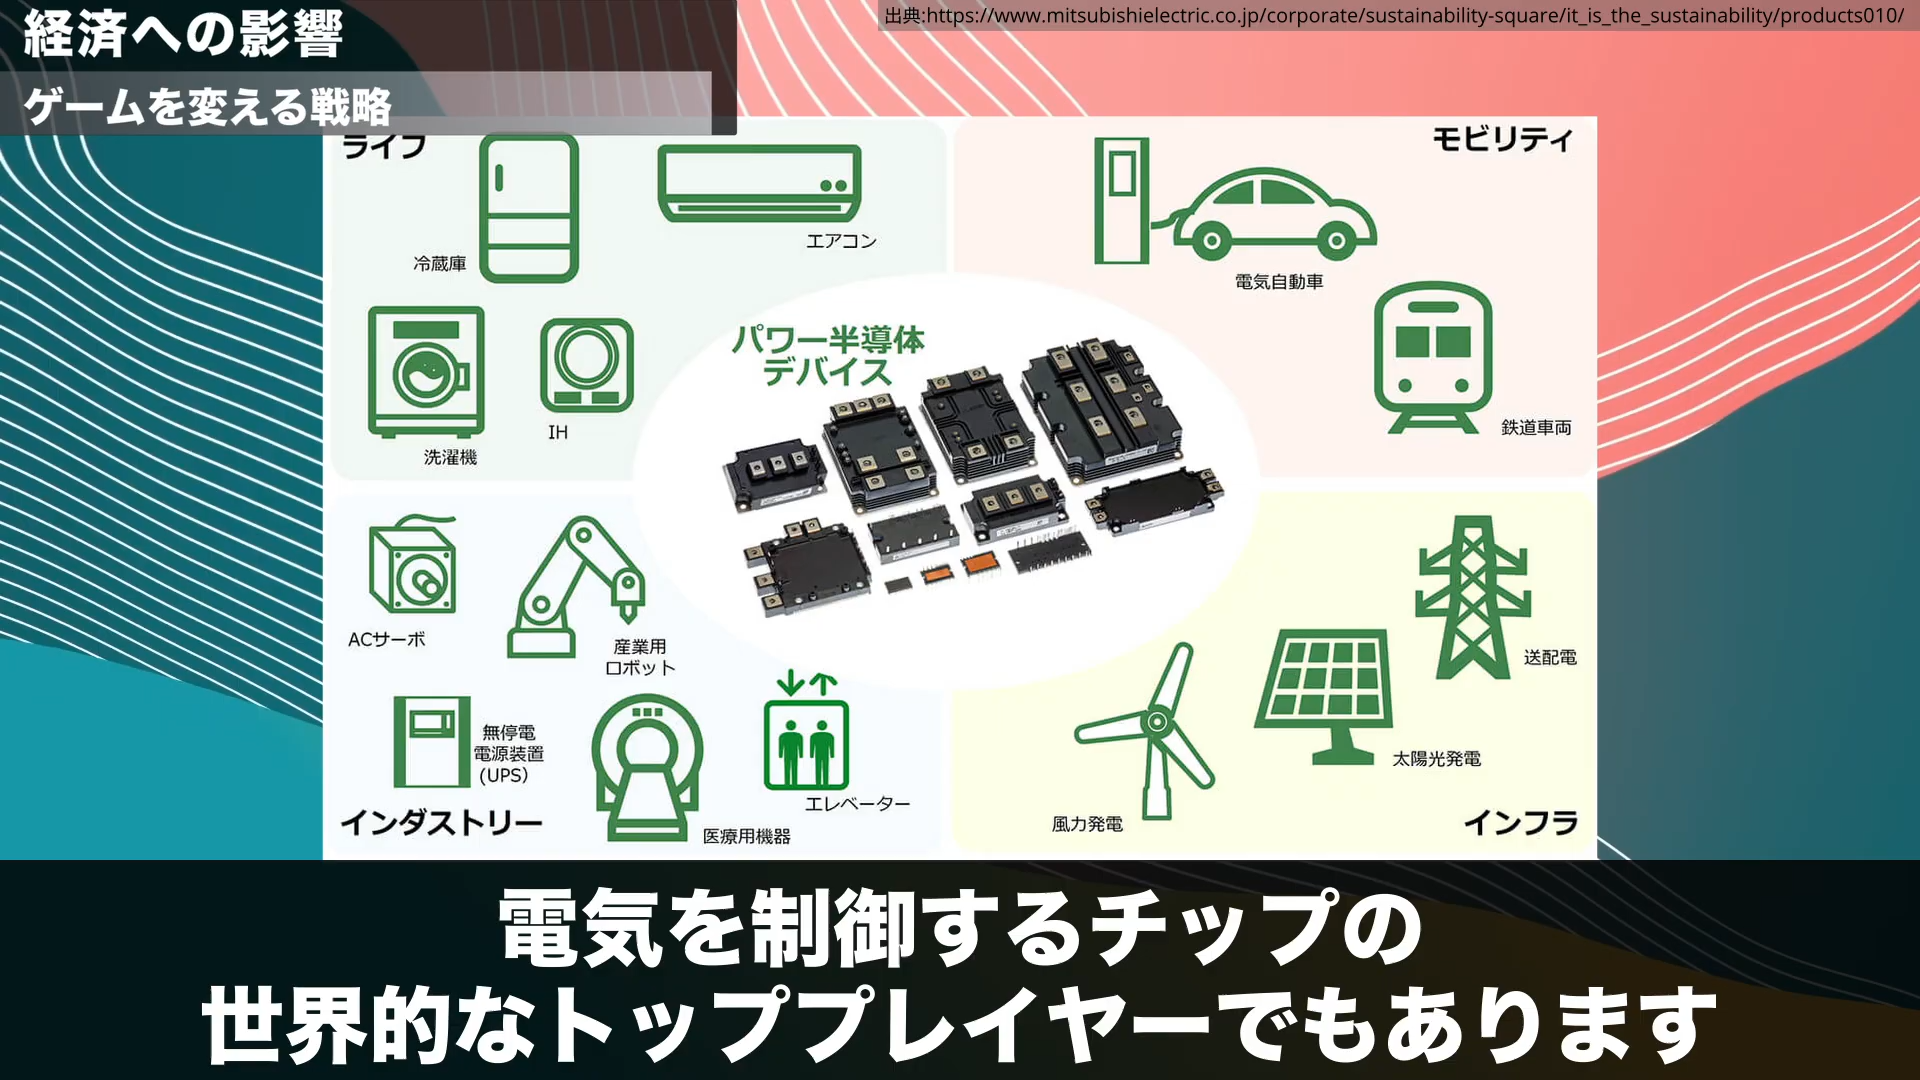 経済への影響
ゲームを変える戦略
出典:https://www.mitsubishielectric.co.jp/corporate/sustainability-square/it_is_the_sustainability/products010/
ライフ
冷蔵庫
エアコン
洗濯機
IH
モビリティ
電気自動車
鉄道車両
パワー半導体
デバイス
ACサーボ
産業用
ロボット
無停電
電源装置
(UPS)
医療用機器
エレベーター
インダストリー
送配電
太陽光発電
風力発電
インフラ
電気を制御するチップの
世界的なトッププレイヤーでもあります